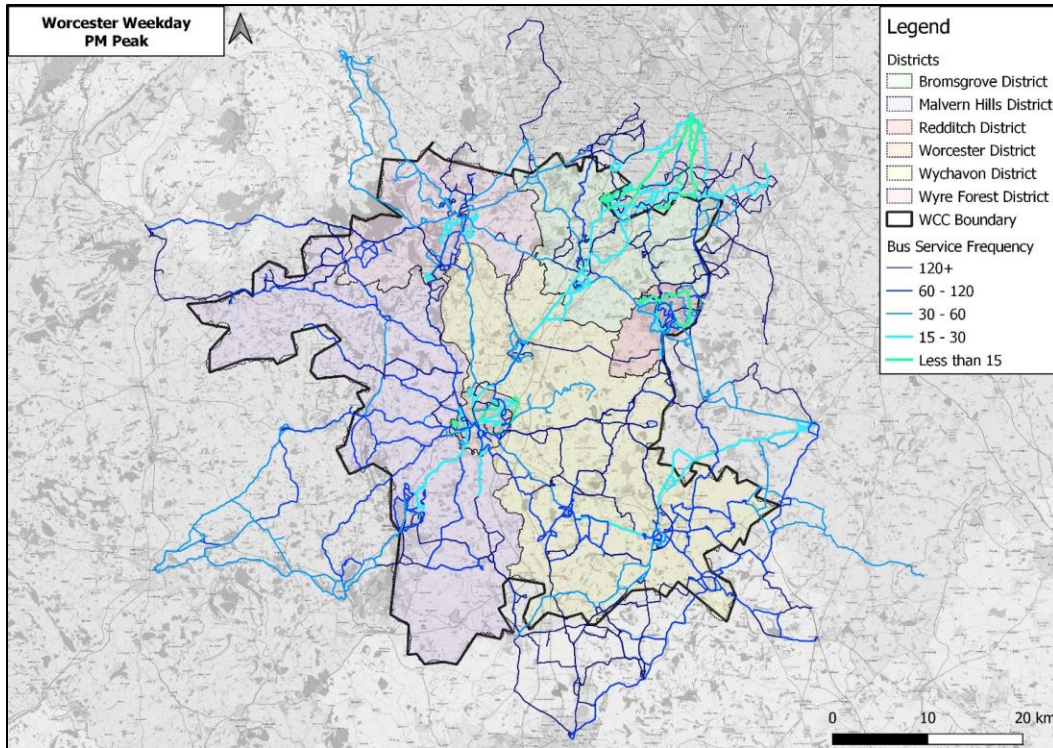 Worcester Weekday
PM Peak
Legend
Districts
Bromsgrove District
Malvern Hills District
Redditch District
Worcester District
Wychavon District
Wyre Forest District
WCC Boundary
Bus Service Frequency
120+
60 - 120
30 - 60
15 - 30
Less than 15
0 10 20 km